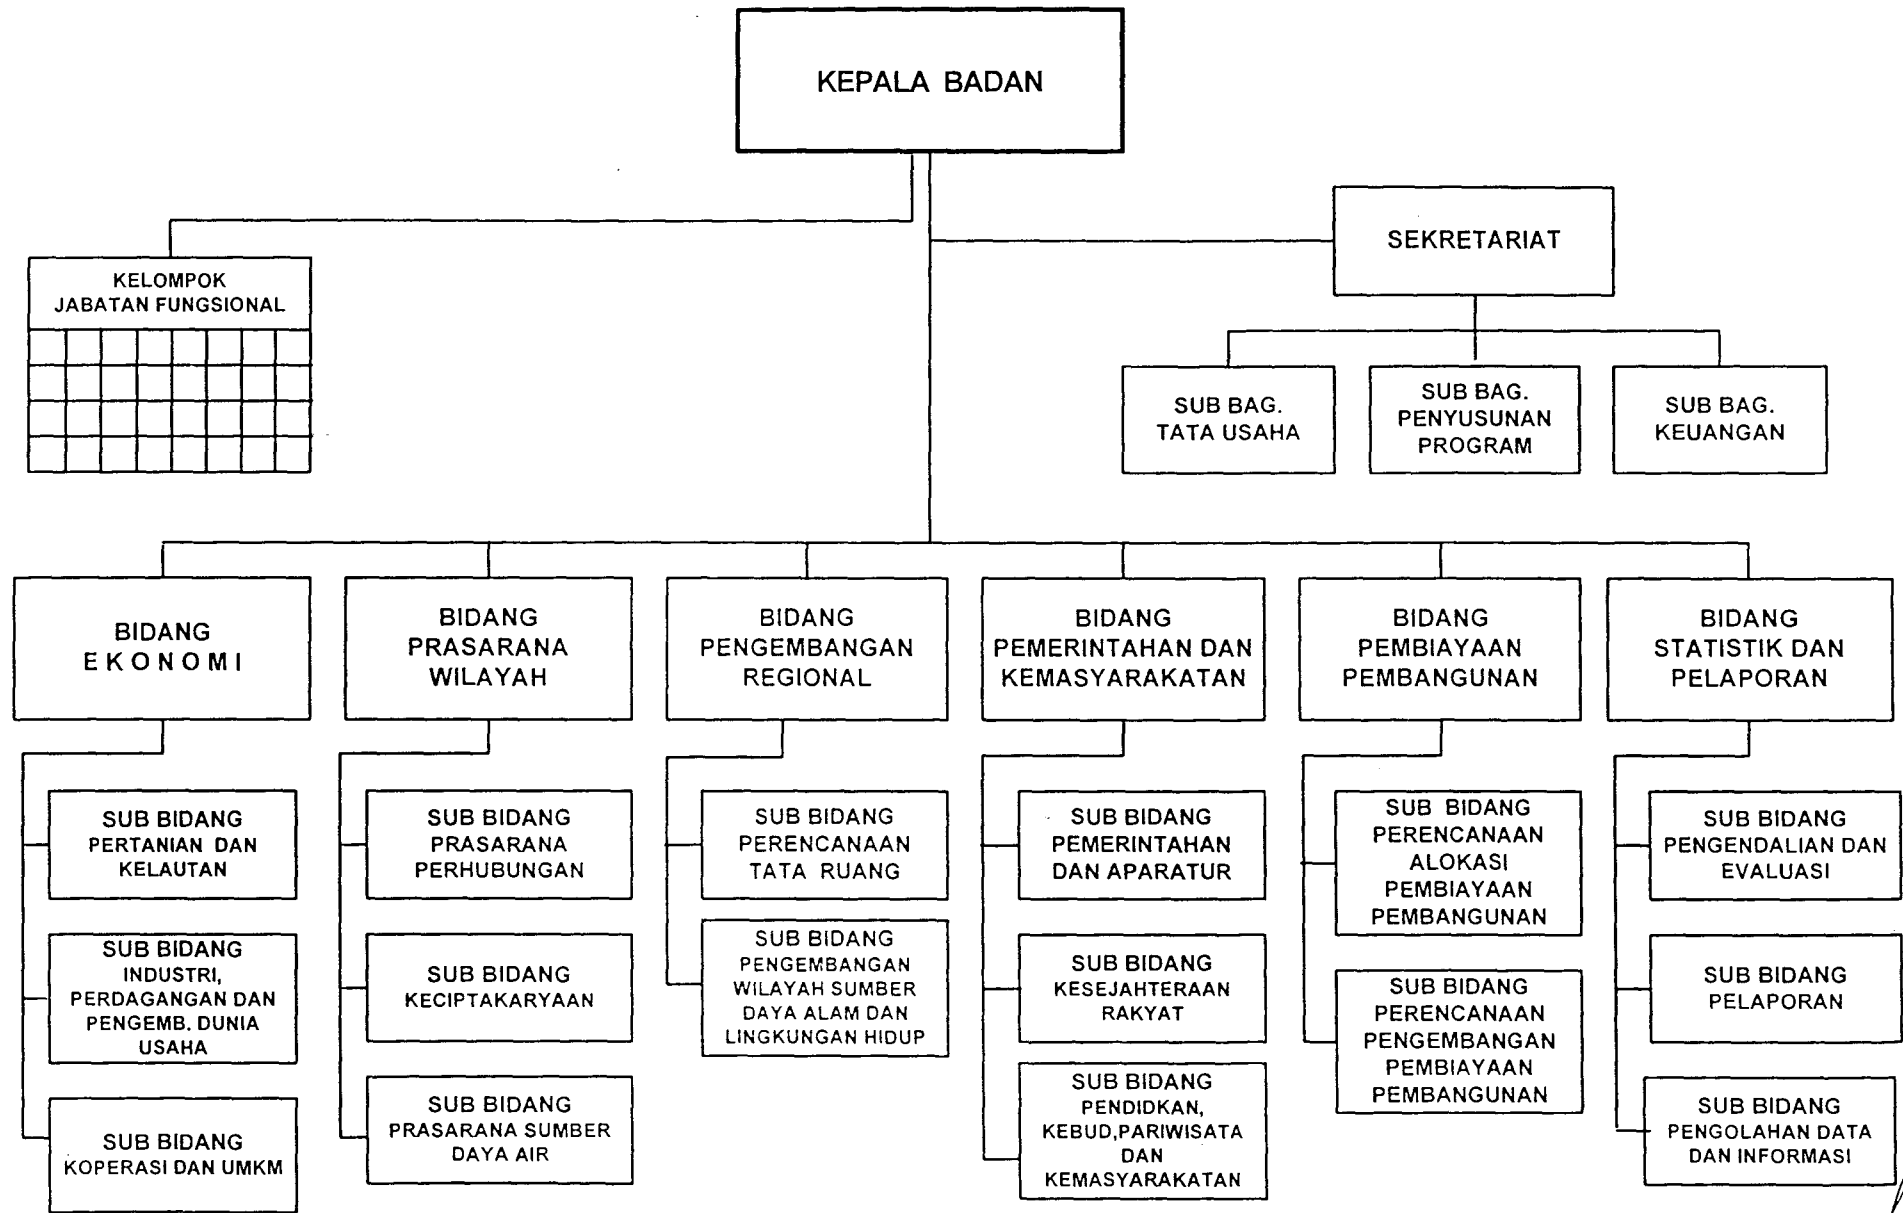 KEPALA BADAN
SEKRETARIAT
KELOMPOK
JABATAN FUNGSIONAL
SUB BAG.
TATA USAHA
SUB BAG.
PENYUSUNAN
PROGRAM
SUB BAG.
KEUANGAN
BIDANG
E K O N O M I
BIDANG
PRASARANA
WILAYAH
BIDANG
PENGEMBANGAN
REGIONAL
BIDANG
PEMERINTAHAN DAN
KEMASYARAKATAN
BIDANG
PEMBIAYAAN
PEMBANGUNAN
BIDANG
STATISTIK DAN
PELAPORAN
SUB BIDANG
PERTANIAN DAN
KELAUTAN
SUB BIDANG
INDUSTRI,
PERDAGANGAN DAN
PENGEMB. DUNIA
USAHA
SUB BIDANG
KOPERASI DAN UMKM
SUB BIDANG
PRASARANA
PERHUBUNGAN
SUB BIDANG
KECIPTAKARYAAN
SUB BIDANG
PRASARANA SUMBER
DAYA AIR
SUB BIDANG
PERENCANAAN
TATA RUANG
SUB BIDANG
PENGEMBANGAN
WILAYAH SUMBER
DAYA ALAM DAN
LINGKUNGAN HIDUP
SUB BIDANG
PEMERINTAHAN
DAN APARATUR
SUB BIDANG
KESEJAHTERAAN
RAKYAT
SUB BIDANG
PENDIDKAN,
KEBUD,PARIWISATA
DAN
KEMASYARAKATAN
SUB BIDANG
PERENCANAAN
ALOKASI
PEMBIAYAAN
PEMBANGUNAN
SUB BIDANG
PERENCANAAN
PENGEMBANGAN
PEMBIAYAAN
PEMBANGUNAN
SUB BIDANG
PENGENDALIAN DAN
EVALUASI
SUB BIDANG
PELAPORAN
SUB BIDANG
PENGOLAHAN DATA
DAN INFORMASI